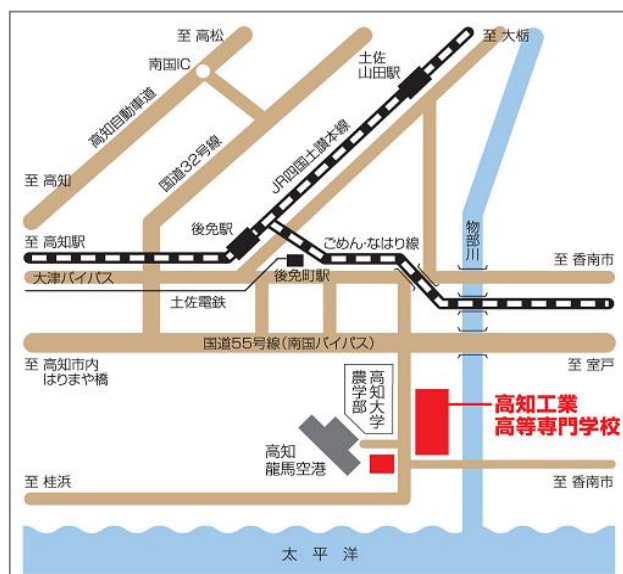 至 高松
南国IC
高知自動車道
至 高知
国道32号線
土佐
山田駅
至 大栃
JR四国土讃本線
物部川
至 高知駅
後免駅
ごめん・なはり線
至 香南市
大津バイパス
後免町駅
土佐電鉄
国道55号線(南国バイパス)
至 高知市内
はりまや橋
至 室戸
高知大学
農学部
高知工業
高等専門学校
高知
龍馬空港
至 桂浜
至 香南市
太平洋